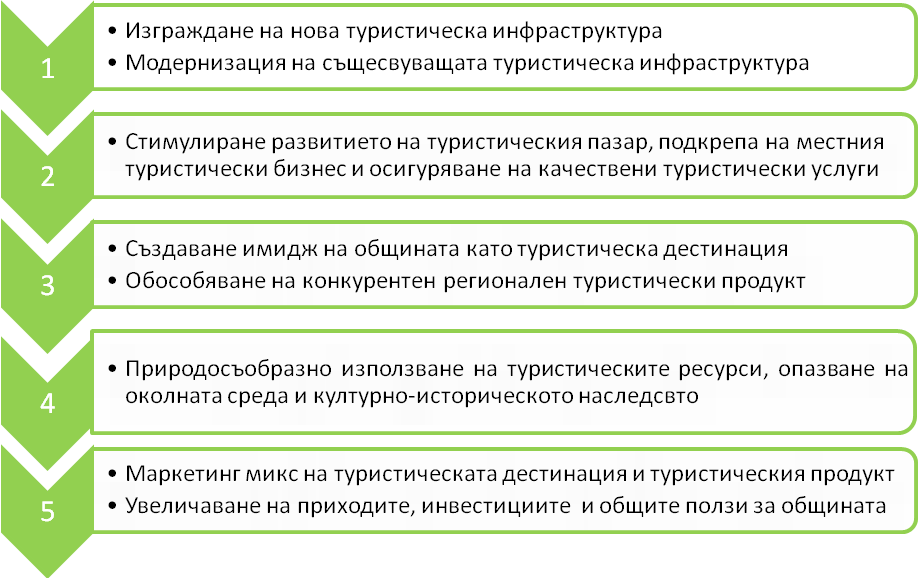 1
• Изграждане на нова туристическа инфраструктура
• Модернизация на същесвуващата туристическа инфраструктура
2
• Стимулиране развитието на туристическия пазар, подкрепа на местния
туристически бизнес и осигуряване на качествени туристически услуги
3
• Създаване имидж на общината като туристическа дестинация
• Обособяване на конкурентен регионален туристически продукт
4
• Природосъобразно използване на туристическите ресурси, опазване на
околната среда и културно-историческото наследсвто
5
• Маркетинг микс на туристическата дестинация и туристическия продукт
• Увеличаване на приходите, инвестициите и общите ползи за общината